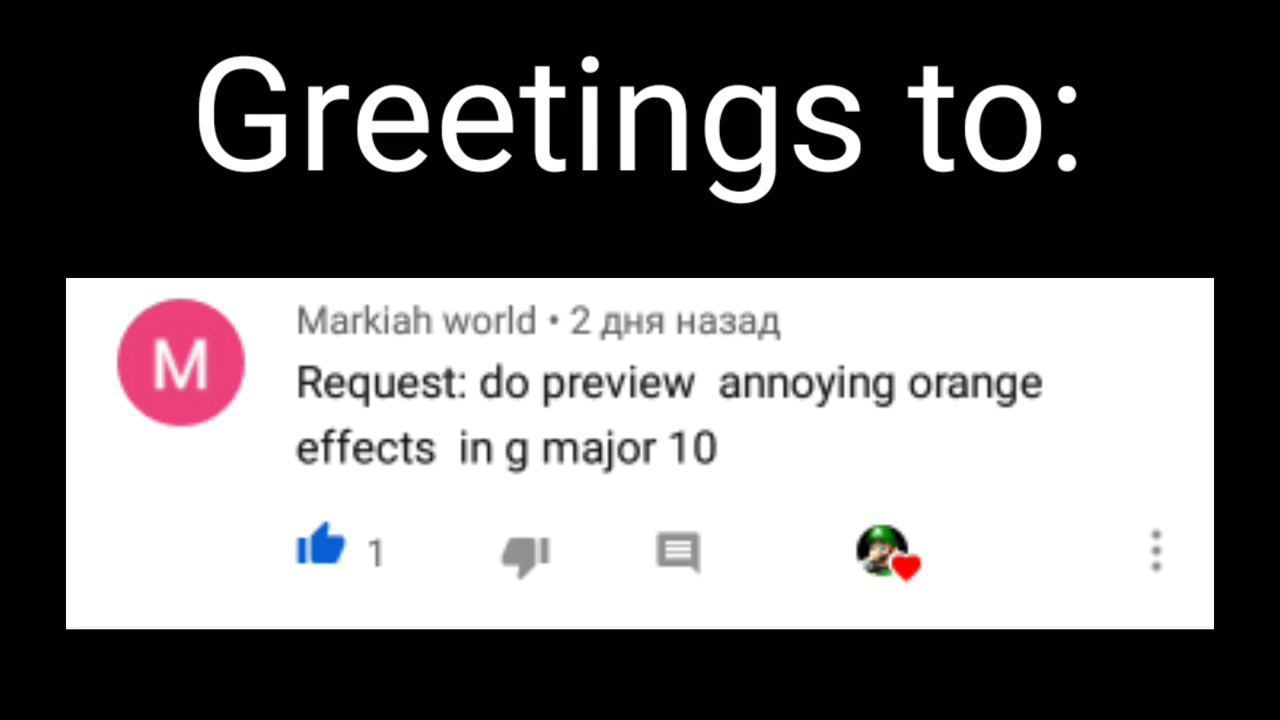 Greetings to:
M
Markiah world • 2 дня назад
Request: do preview  annoying orange
effects  in g major 10
1